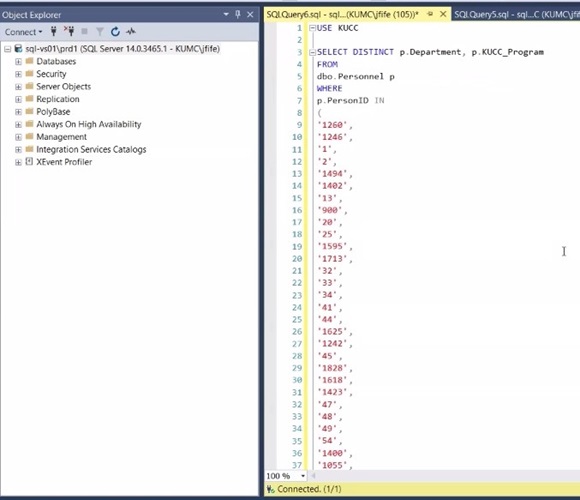 Object Explorer
Connect
sql-vs01\prd1 (SQL Server 14.0.3465.1 - KUMC\jfife)
Databases
Security
Server Objects
Replication
PolyBase
Always On High Availability
Management
Integration Services Catalogs
XEvent Profiler
SQLQuery6.sql - sql...(KUMC\jfife (105))*
SQLQuery5.sql - sql...C (KUMC\jfife
1 USE KUCC
2
3 SELECT DISTINCT p.Department, p.KUCC_Program
4 FROM
5 dbo.Personnel p
6 WHERE
7 p.PersonID IN
8 (
9 '1260',
10 '1246',
11 '1',
12 '2',
13 '1494',
14 '1402',
15 '13',
16 '900',
17 '20',
18 '25',
19 '1595',
20 '1713',
21 '32',
22 '33',
23 '34',
24 '41',
25 '44',
26 '1625',
27 '1242',
28 '45',
29 '1828',
30 '1618',
31 '1423',
32 '47',
33 '48',
34 '49',
35 '54',
36 '1400',
37 '1055',
100 %
Connected. (1/1)